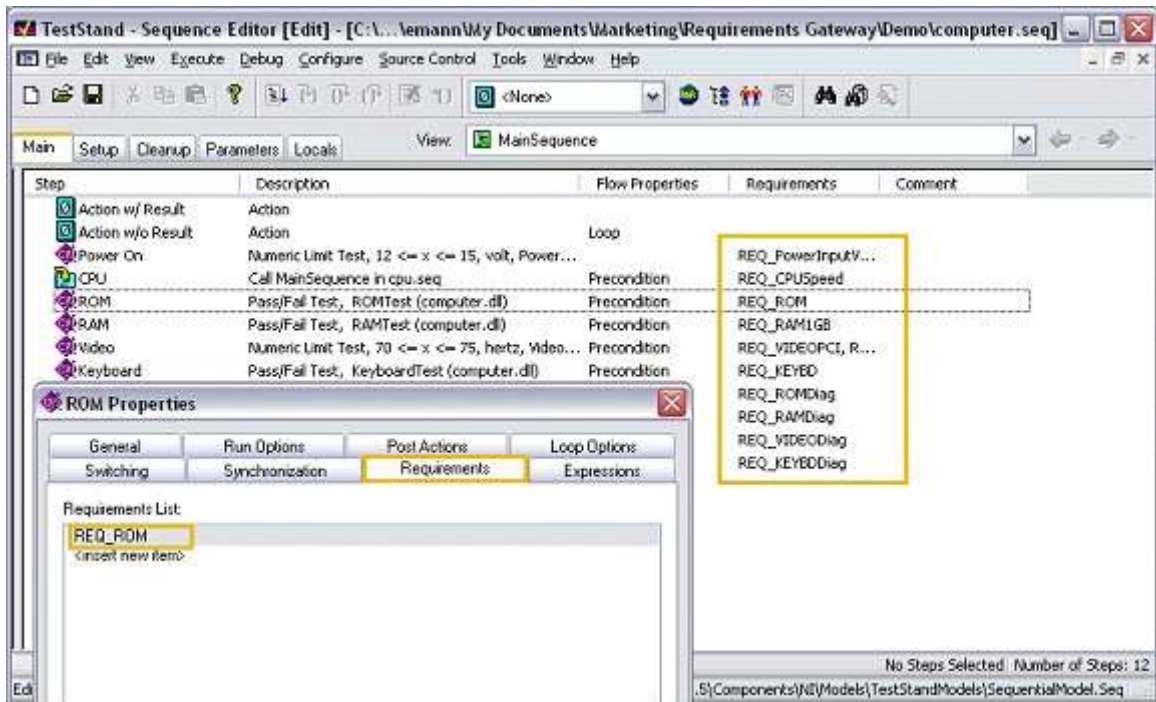 TestStand - Sequence Editor [Edit] - [C:\...\emann\My Documents\Marketing\Requirements Gateway\Demo\computer.seq]
File Edit View Execute Debug Configure Source Control Tools Window Help
<None>
Main Setup Cleanup Parameters Locals View: MainSequence
Step Description Flow Properties Requirements Comment
Action w/ Result Action
Action w/o Result Action Loop
Power On Numeric Limit Test, 12 <= x <= 15, volt, Power... REQ_PowerInputV...
CPU Call MainSequence in cpu.seq Precondition REQ_CPUSpeed
ROM Pass/Fail Test, ROMTest (computer.dll) Precondition REQ_ROM
RAM Pass/Fail Test, RAMTest (computer.dll) Precondition REQ_RAM1GB
Video Numeric Limit Test, 70 <= x <= 75, hertz, Video... Precondition REQ_VIDEOPCI, R...
Keyboard Pass/Fail Test, KeyboardTest (computer.dll) Precondition REQ_KEYBD
REQ_ROMDiag
REQ_RAMDiag
REQ_VIDEODiag
REQ_KEYBDDiag
ROM Properties
General Run Options Post Actions Loop Options
Switching Synchronization Requirements Expressions
Requirements List:
REQ_ROM
<insert new item>
No Steps Selected Number of Steps: 12
Edi .5\Components\NI\Models\TestStandModels\SequentialModel.Seq